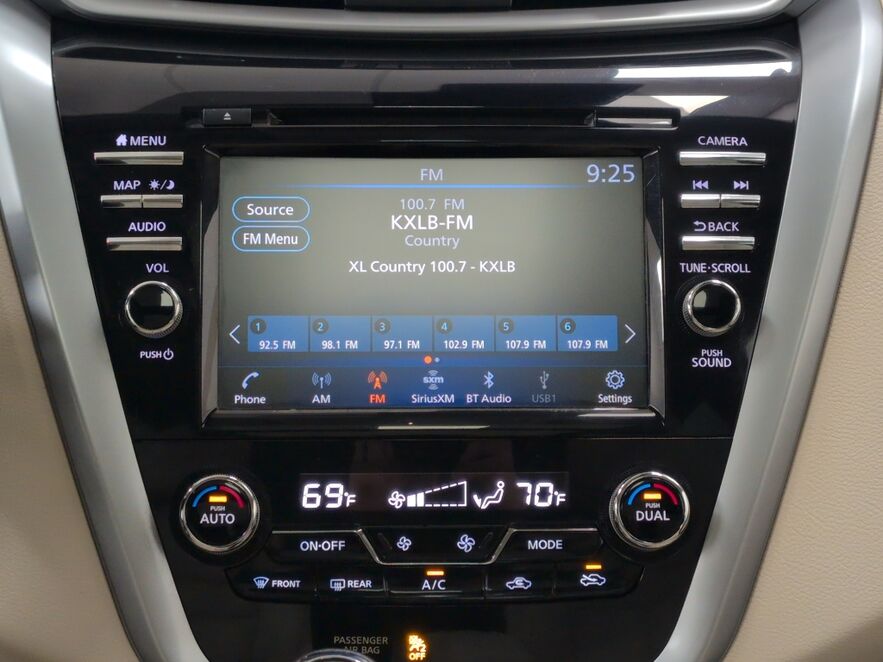 MENU
CAMERA
FM
9:25
MAP
Source
100.7 FM
KXLB-FM
Country
FM Menu
AUDIO
BACK
XL Country 100.7 - KXLB
VOL
TUNE·SCROLL
PUSH
PUSH
SOUND
1 2 3 4 5 6
92.5 FM 98.1 FM 97.1 FM 102.9 FM 107.9 FM 107.9 FM
sxm
Phone AM FM SiriusXM BT Audio USB1 Settings
PUSH
AUTO
69°F
70°F
PUSH
DUAL
ON·OFF
MODE
FRONT REAR A/C
PASSENGER
AIR BAG
OFF